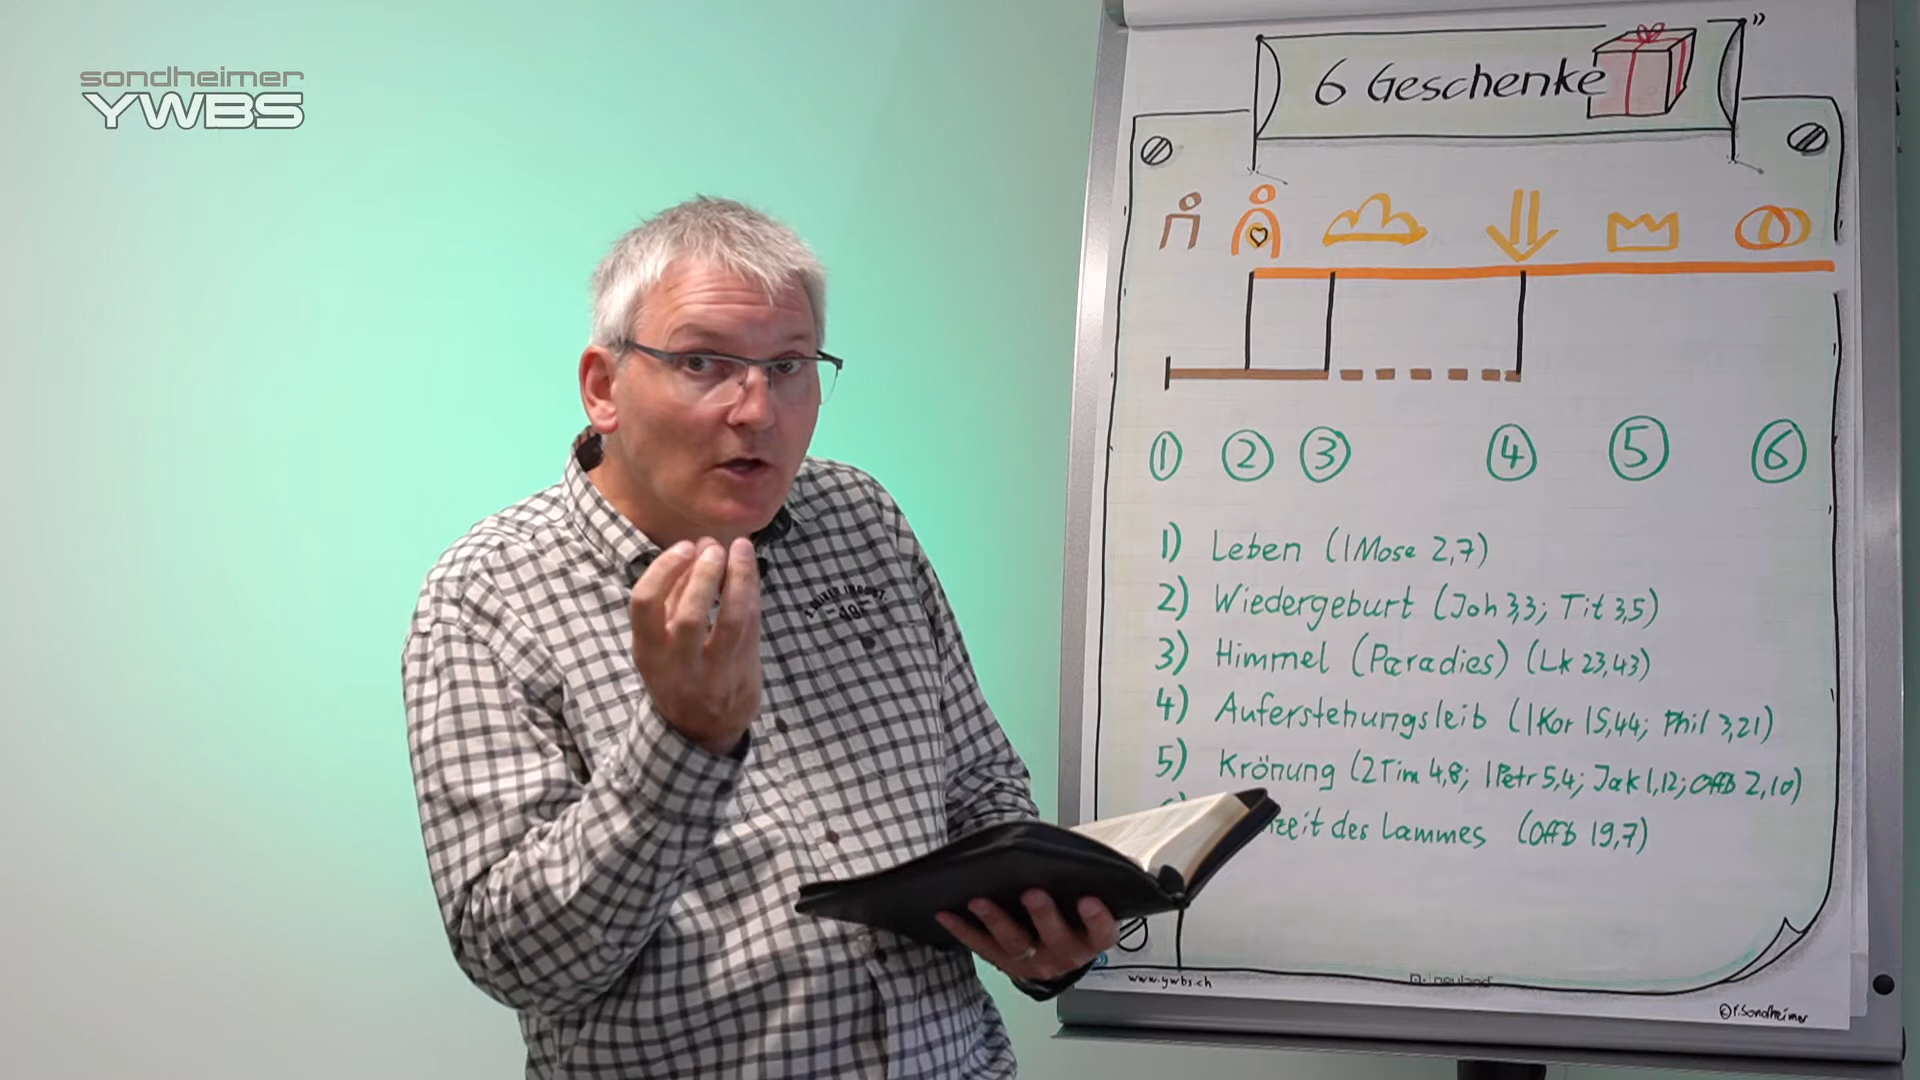 sondheimer
YWBS
6 Geschenke
1 2 3 4 5 6
1) Leben (1Mose 2,7)
2) Wiedergeburt (Joh 3,3; Tit 3,5)
3) Himmel (Paradies) (Lk 23,43)
4) Auferstehungsleib (1Kor 15,44; Phil 3,21)
5) Krönung (2Tim 4,8; 1Petr 5,4; Jak 1,12; Offb 2,10)
zeit des Lammes (Offb 19,7)
www.ywbs.ch
neuland
©P.Sondheimer